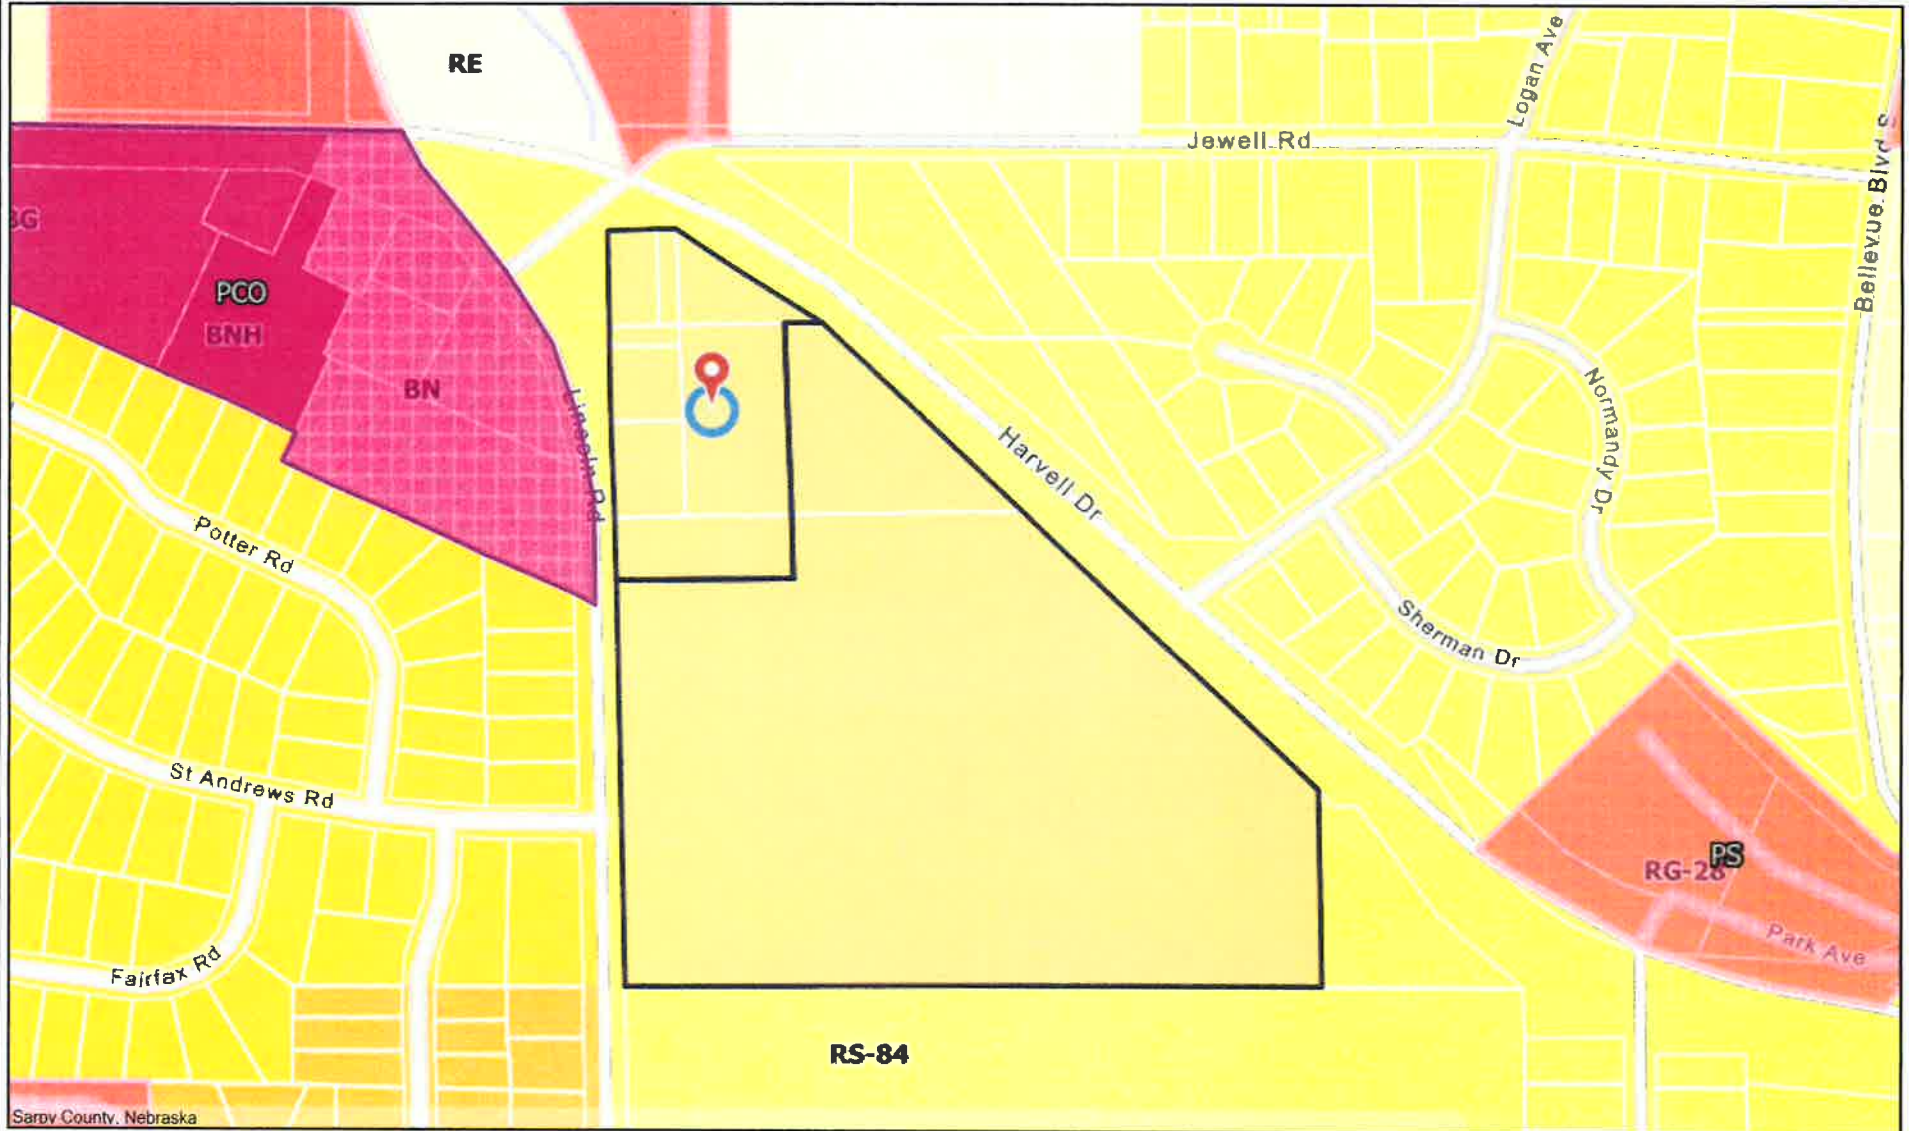 RE
Logan Ave
Jewell Rd
Bellevue Blvd S
BG
PCO
BNH
BN
Lincoln Rd
Normandy Dr
Harvell Dr
Potter Rd
Sherman Dr
St Andrews Rd
PS
RG-28
Park Ave
Fairfax Rd
RS-84
Sarpy County, Nebraska